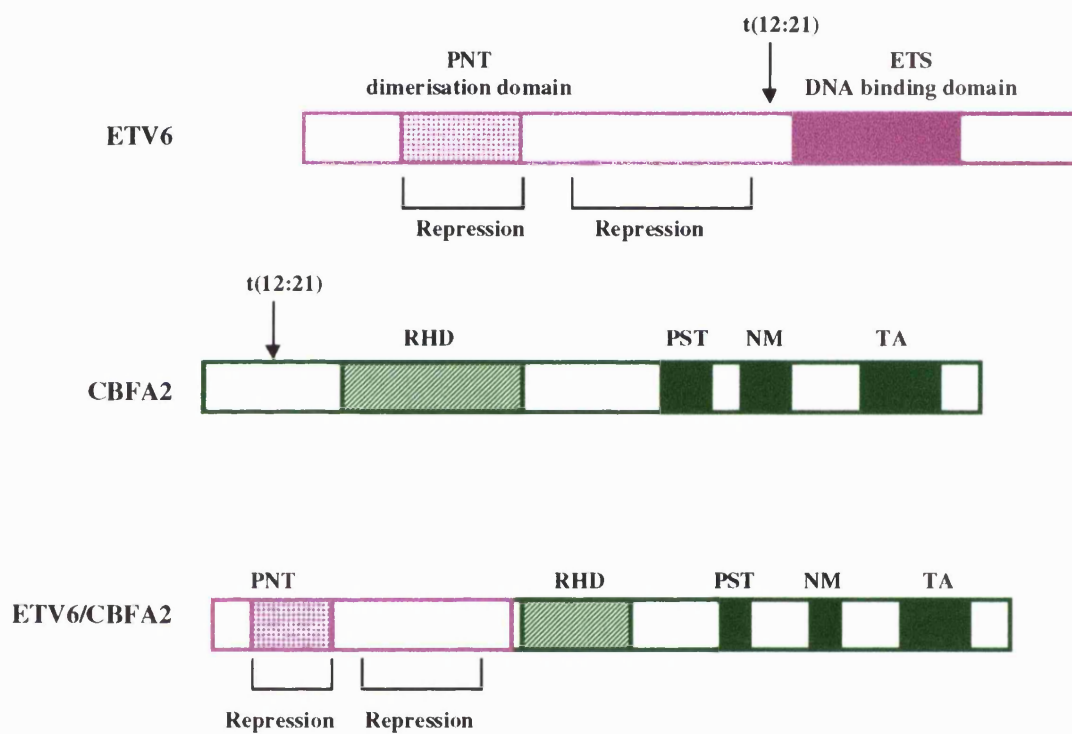 t(12:21)
PNT
dimerisation domain
ETS
DNA binding domain
ETV6
Repression
Repression
t(12:21)
RHD
PST
NM
TA
CBFA2
PNT
RHD
PST
NM
TA
ETV6/CBFA2
Repression
Repression